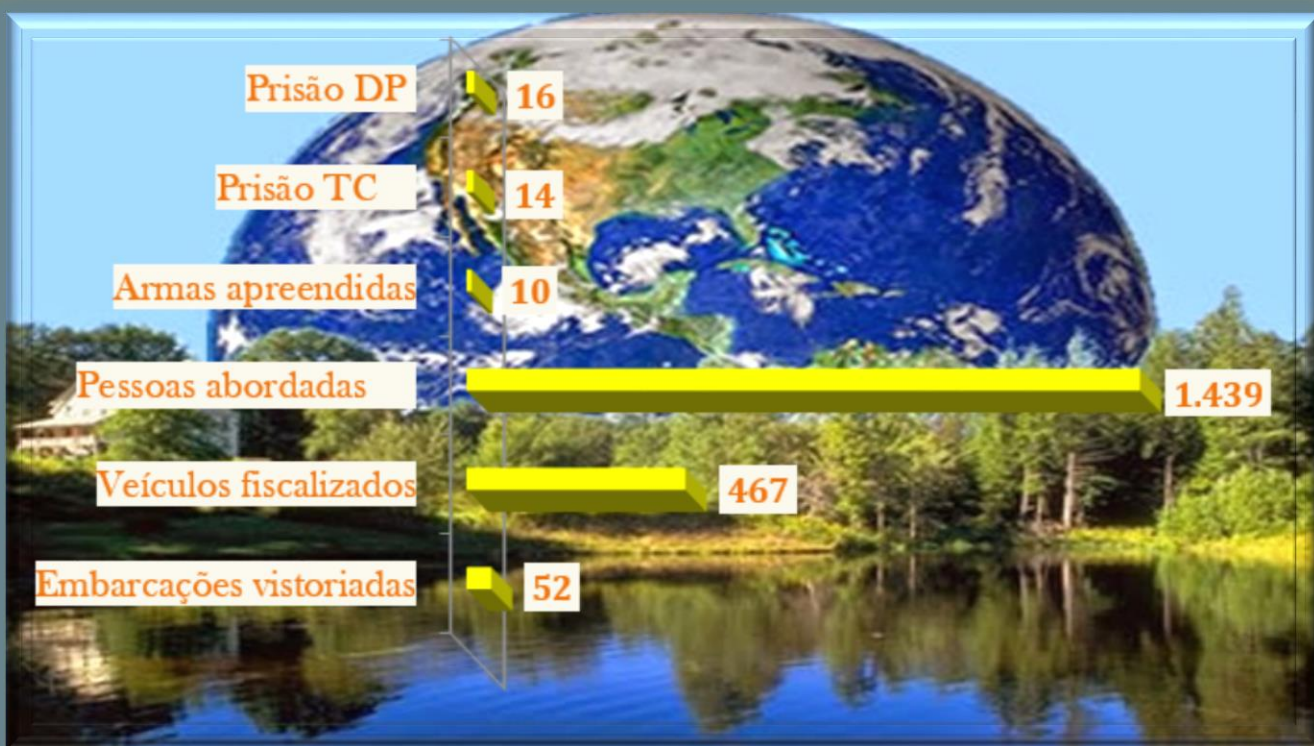 Prisão DP 16
Prisão TC 14
Armas apreendidas 10
Pessoas abordadas 1.439
Veículos fiscalizados 467
Embarcações vistoriadas 52